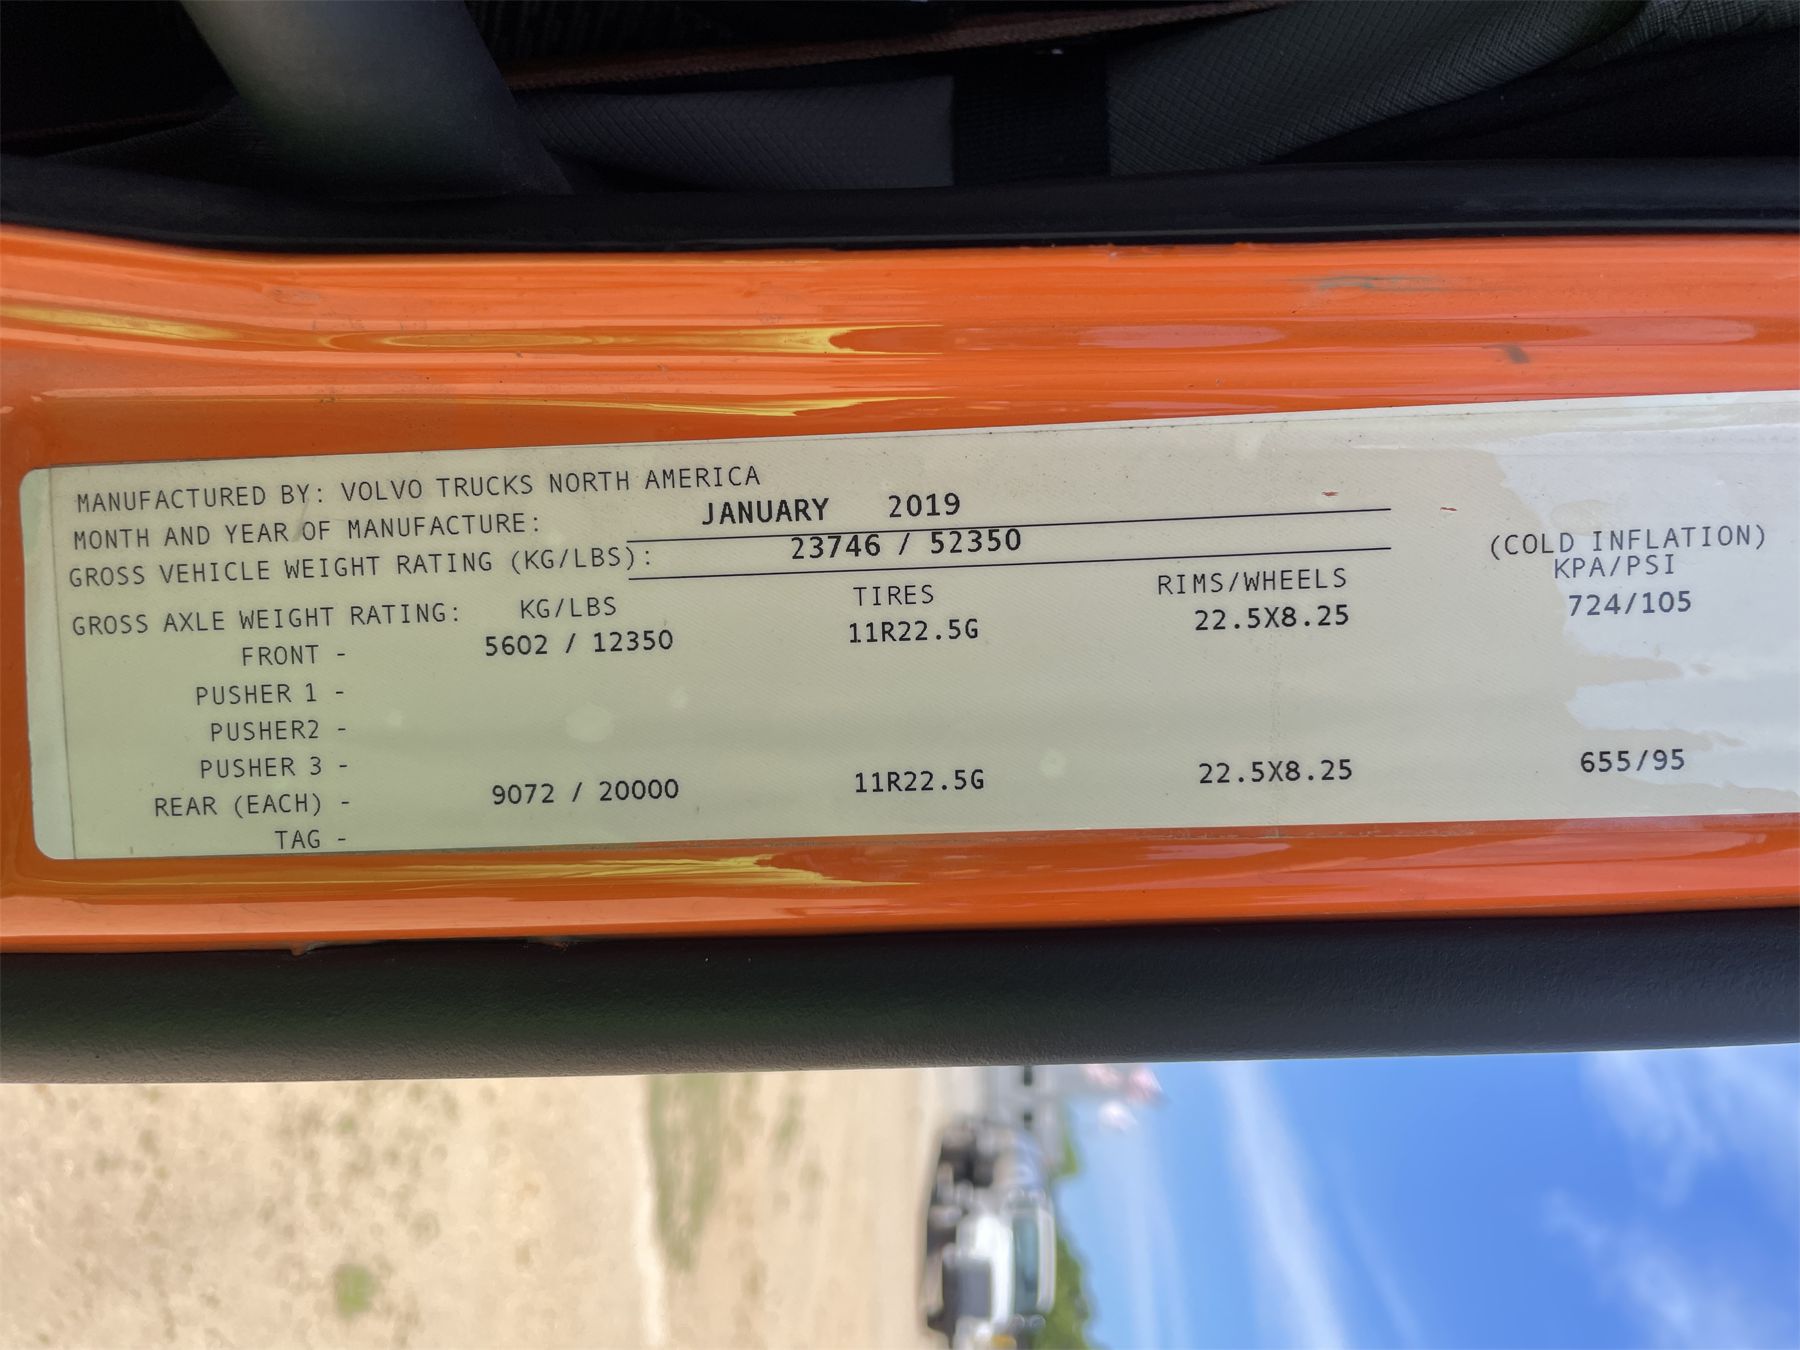 MANUFACTURED BY: VOLVO TRUCKS NORTH AMERICA
MONTH AND YEAR OF MANUFACTURE: JANUARY 2019
GROSS VEHICLE WEIGHT RATING (KG/LBS): 23746 / 52350
(COLD INFLATION)
GROSS AXLE WEIGHT RATING: KG/LBS TIRES RIMS/WHEELS KPA/PSI
FRONT - 5602 / 12350 11R22.5G 22.5X8.25 724/105
PUSHER 1 -
PUSHER2 -
PUSHER 3 -
REAR (EACH) - 9072 / 20000 11R22.5G 22.5X8.25 655/95
TAG -